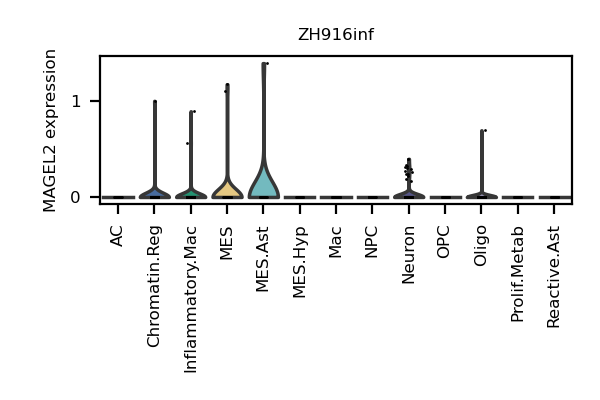 ZH916inf
MAGEL2 expression
1
0
AC
Chromatin.Reg
Inflammatory.Mac
MES
MES.Ast
MES.Hyp
Mac
NPC
Neuron
OPC
Oligo
Prolif.Metab
Reactive.Ast